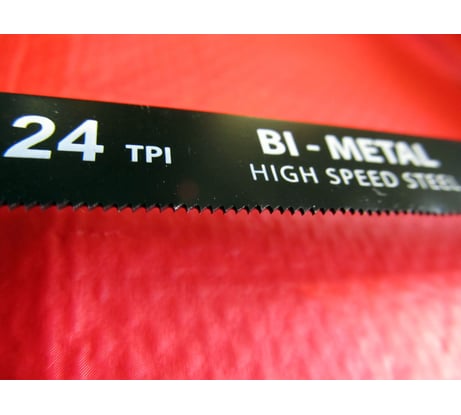 24 TPI
BI - METAL
HIGH SPEED STEEL